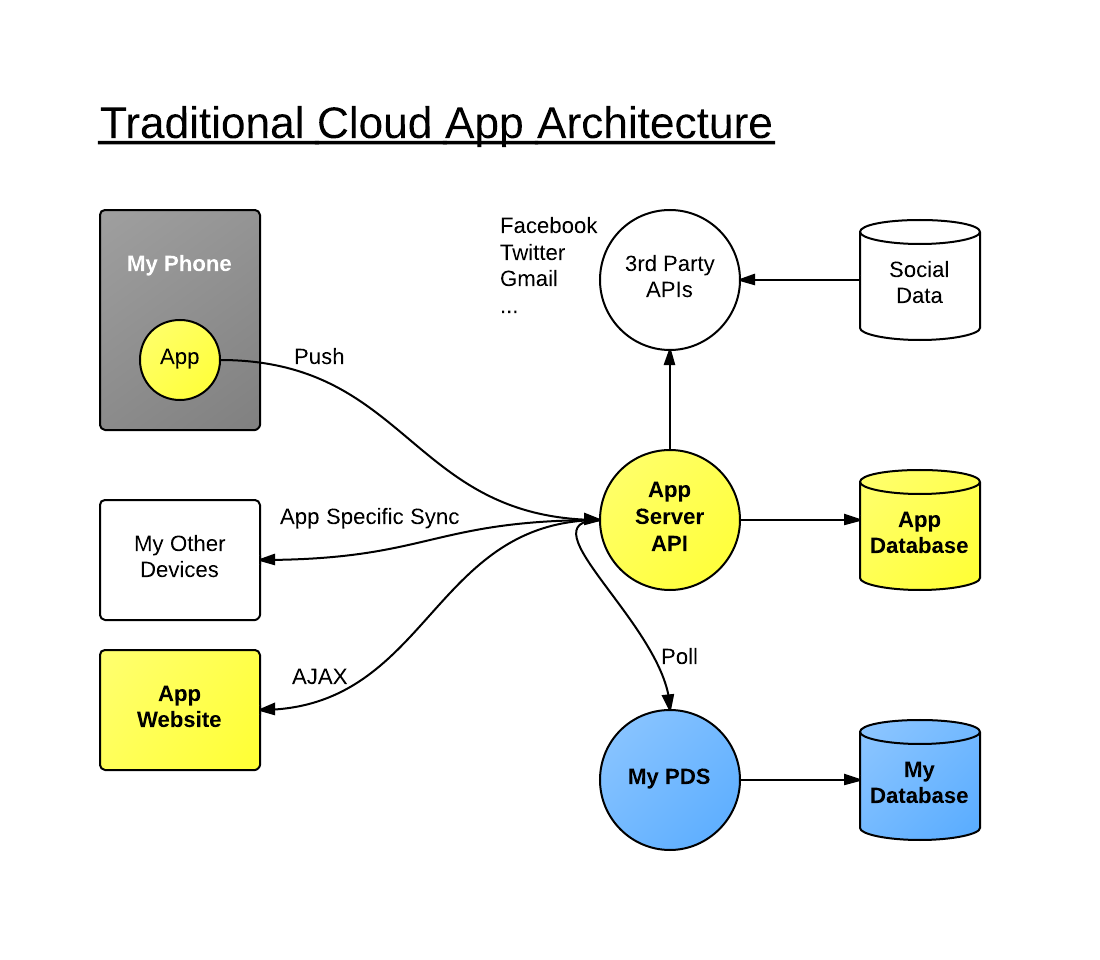 Traditional Cloud App Architecture
My Phone
App
Push
Facebook
Twitter
Gmail
...
3rd Party
APIs
Social
Data
App Specific Sync
My Other
Devices
App
Server
API
App
Database
AJAX
App
Website
Poll
My PDS
My
Database